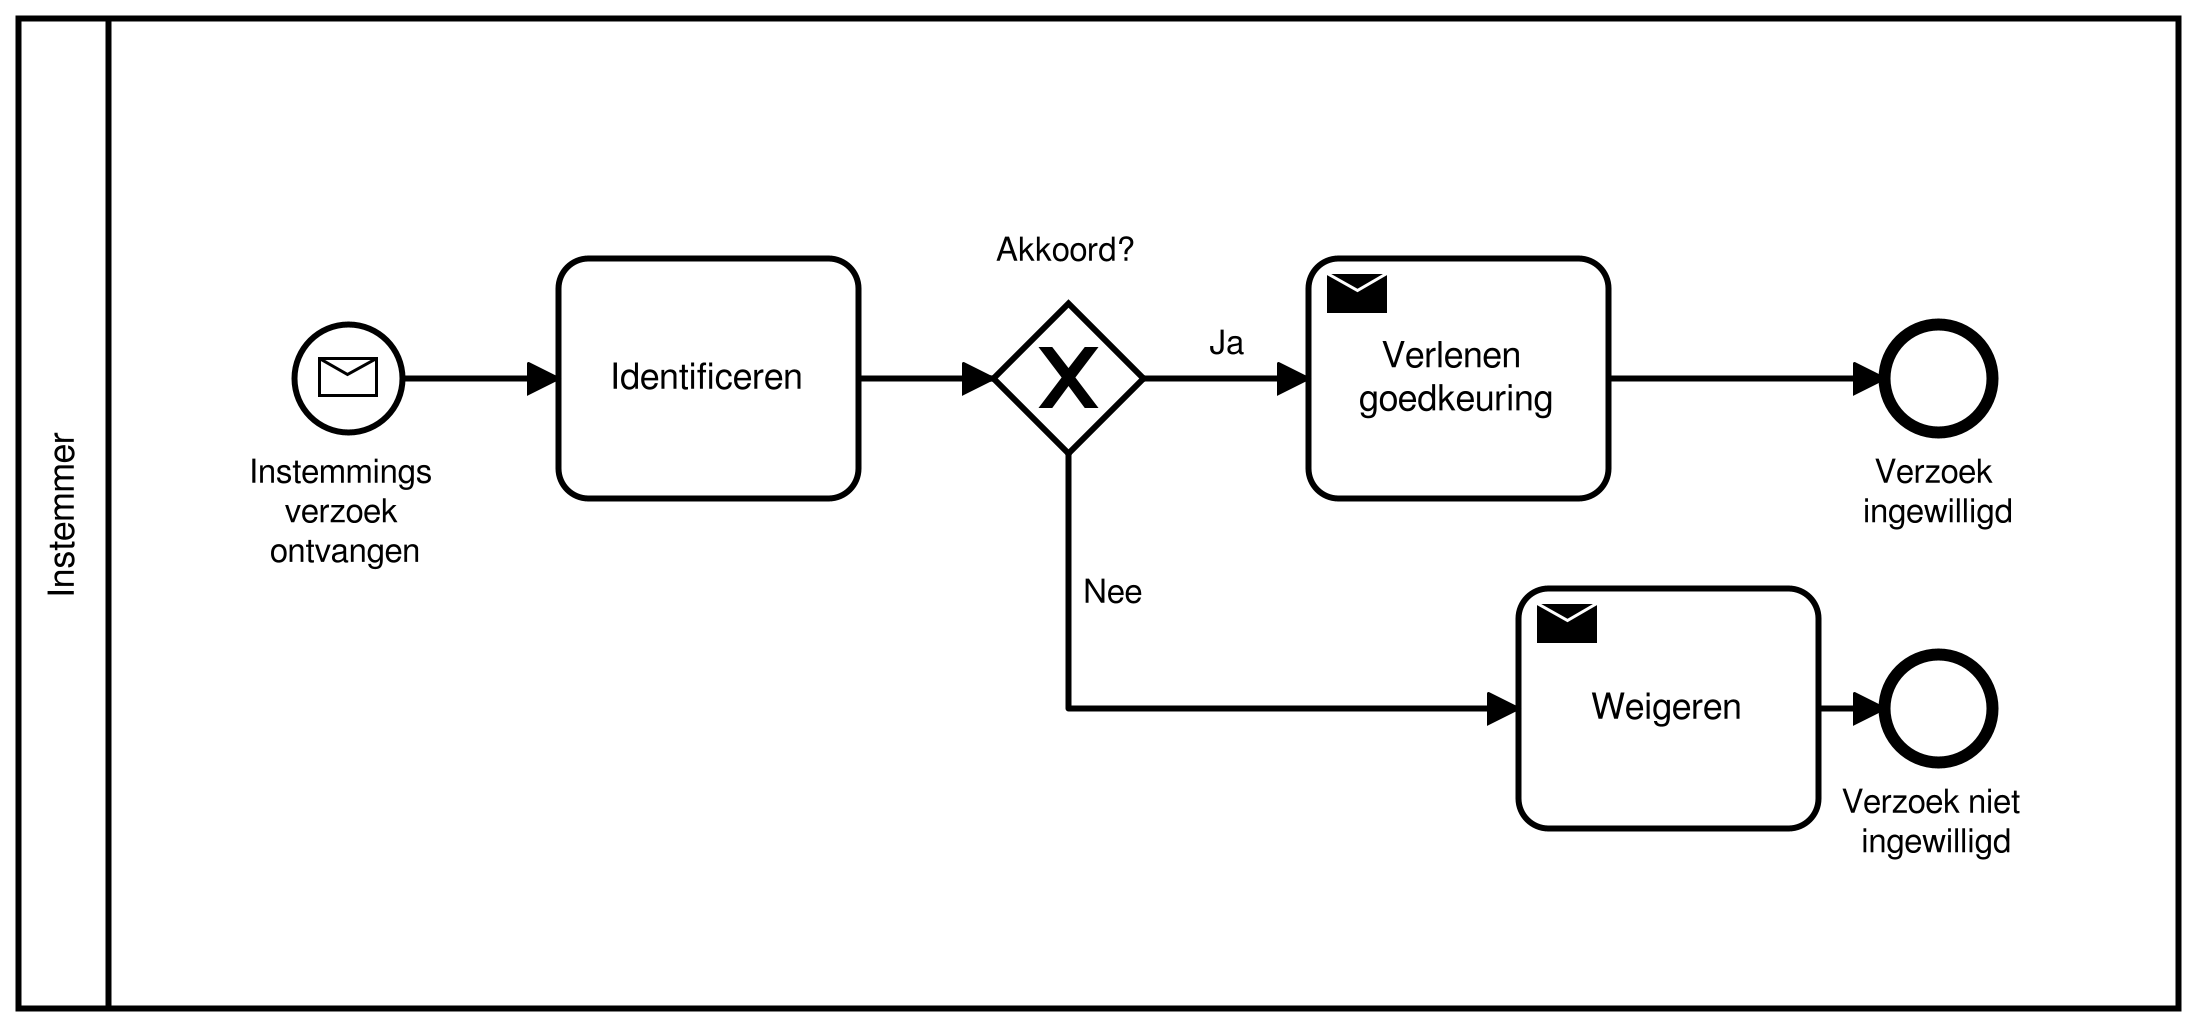 Instemmer
Instemmings
verzoek
ontvangen
Identificeren
Akkoord?
Ja
Nee
Verlenen
goedkeuring
Verzoek
ingewilligd
Weigeren
Verzoek niet
ingewilligd